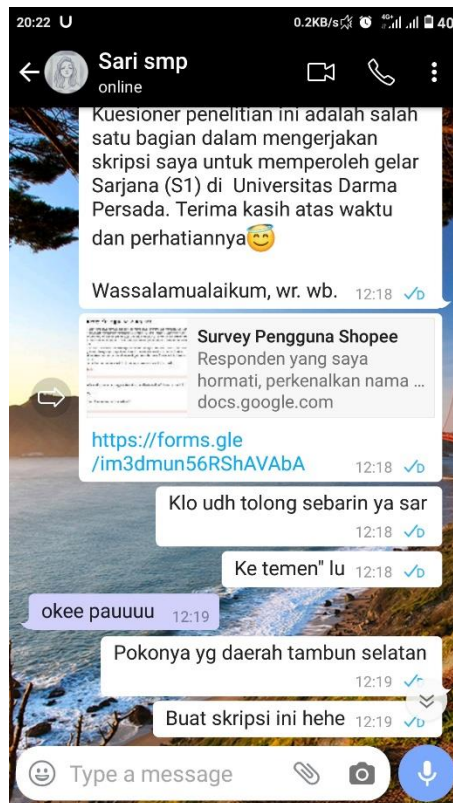 20:22 U 0.2KB/s 4G+ 40
Sari smp
online
Kuesioner penelitian ini adalah salah
satu bagian dalam mengerjakan
skripsi saya untuk memperoleh gelar
Sarjana (S1) di Universitas Darma
Persada. Terima kasih atas waktu
dan perhatiannya😇
Wassalamualaikum, wr. wb. 12:18
Survey Pengguna Shopee
Responden yang saya
hormati, perkenalkan nama ...
docs.google.com
https://forms.gle
/im3dmun56RShAVAbA 12:18
Klo udh tolong sebarin ya sar
12:18
Ke temen" lu 12:18
okee pauuuu 12:19
Pokonya yg daerah tambun selatan
12:19
Buat skripsi ini hehe 12:19
Type a message